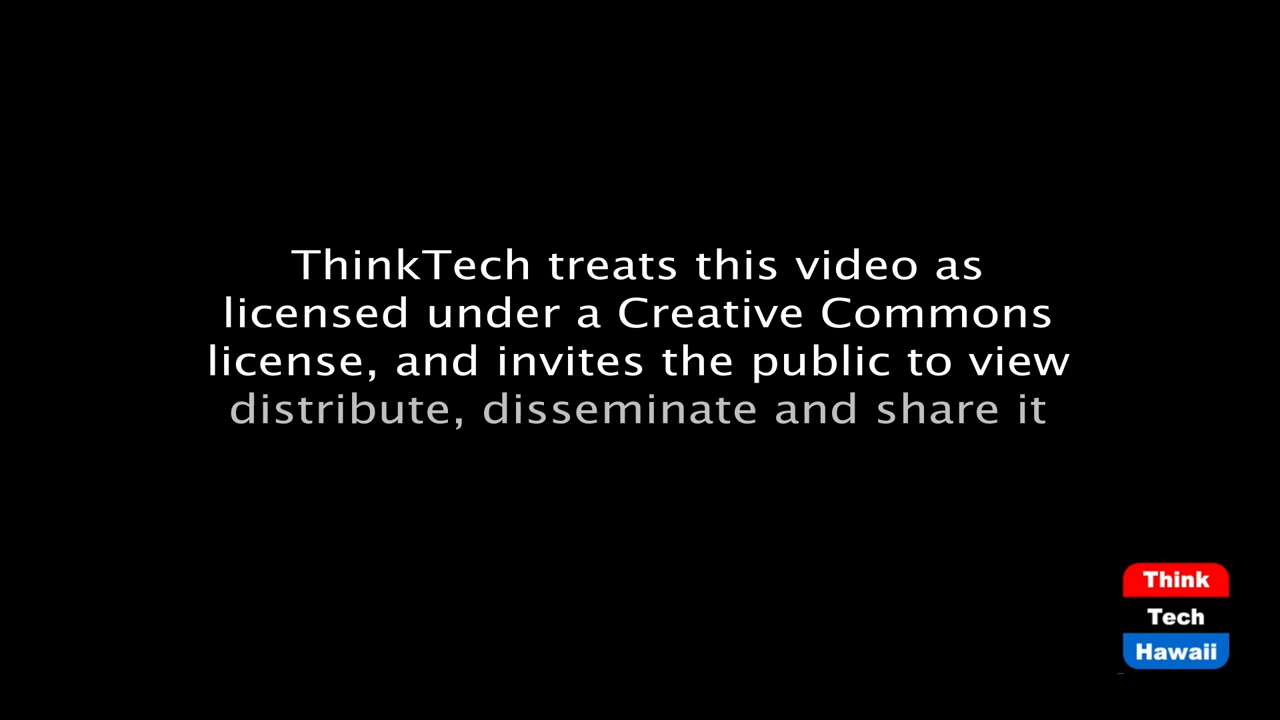 ThinkTech treats this video as
licensed under a Creative Commons
license, and invites the public to view
distribute, disseminate and share it
Think
Tech
Hawaii